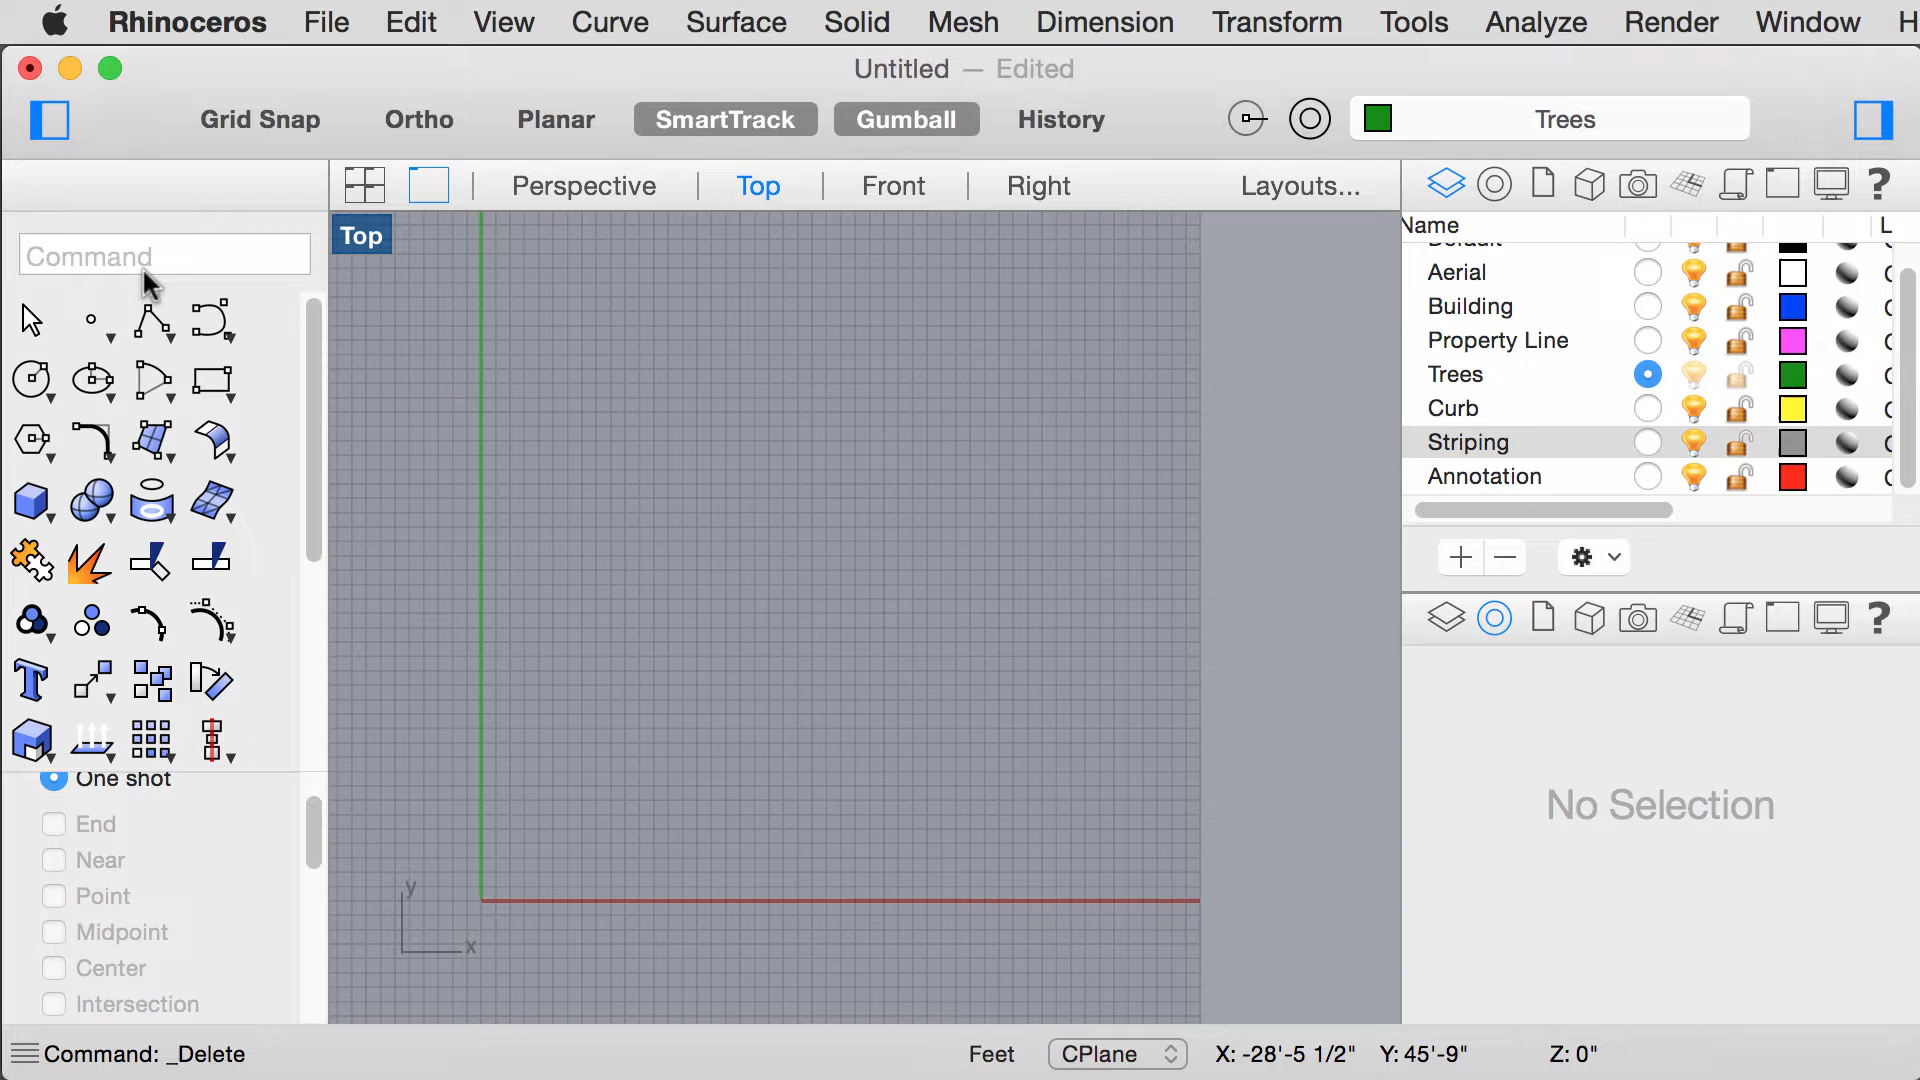 Rhinoceros File Edit View Curve Surface Solid Mesh Dimension Transform Tools Analyze Render Window H
Untitled — Edited
Grid Snap Ortho Planar SmartTrack Gumball History Trees
Perspective Top Front Right Layouts... ?
Top
Command
Name L
Default
Aerial
Building
Property Line
Trees
Curb
Striping
Annotation
?
One shot
End
Near
Point
Midpoint
Center
Intersection
y
x
No Selection
Command: _Delete Feet CPlane X: -28'-5 1/2" Y: 45'-9" Z: 0"